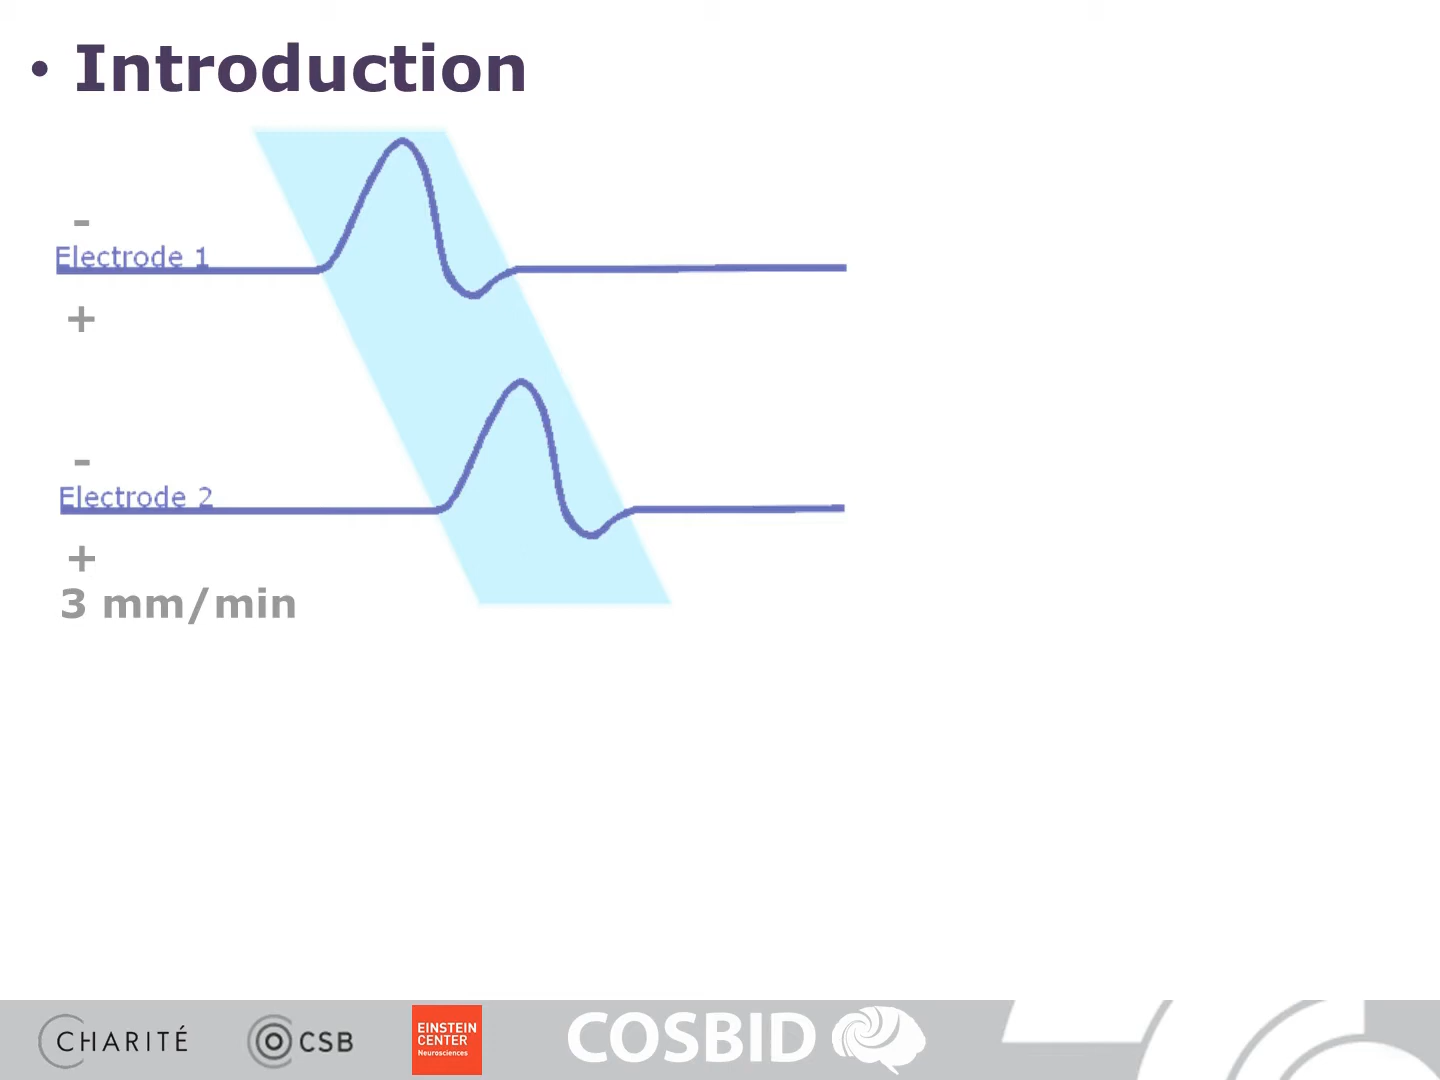 • Introduction
-
Electrode 1
+
-
Electrode 2
+
3 mm/min
CHARITÉ
CSB
EINSTEIN
CENTER
Neurosciences
COSBID